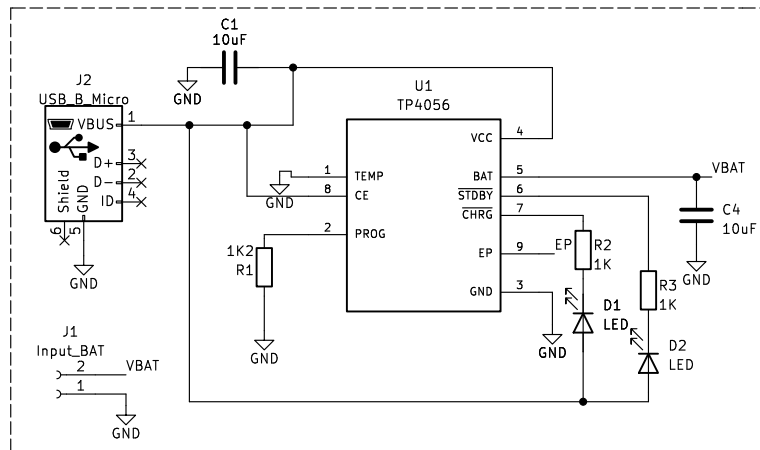 C1
10uF
GND
J2
USB_B_Micro
VBUS 1
D+ 3
D- 2
ID 4
Shield
GND
6
5
GND
U1
TP4056
VCC 4
1 TEMP
BAT 5
VBAT
GND
8 CE
STDBY 6
CHRG 7
2 PROG
EP 9 EP
GND 3
1K2
R1
GND
R2
1K
C4
10uF
GND
R3
1K
D1
LED
GND
D2
LED
J1
Input_BAT
2 VBAT
1
GND